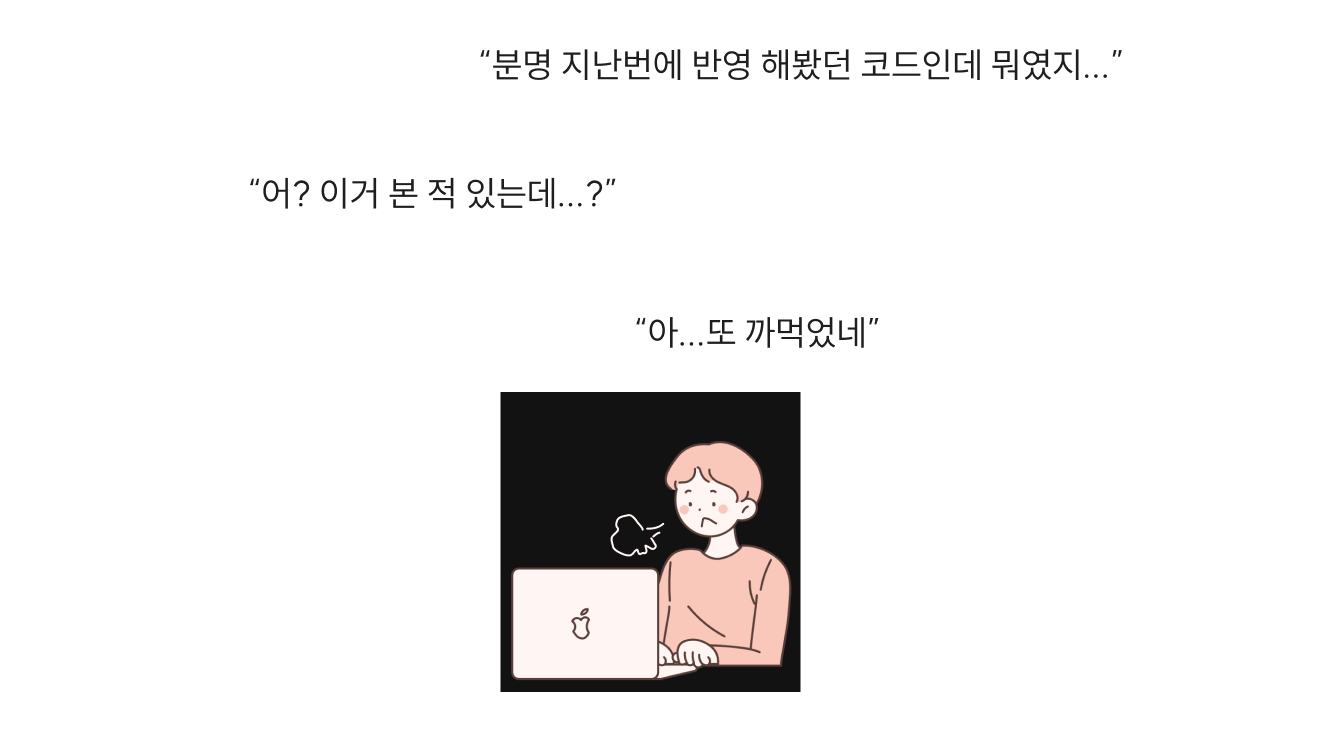 “분명 지난번에 반영 해봤던 코드인데 뭐였지...”
“어? 이거 본 적 있는데...?”
“아...또 까먹었네”